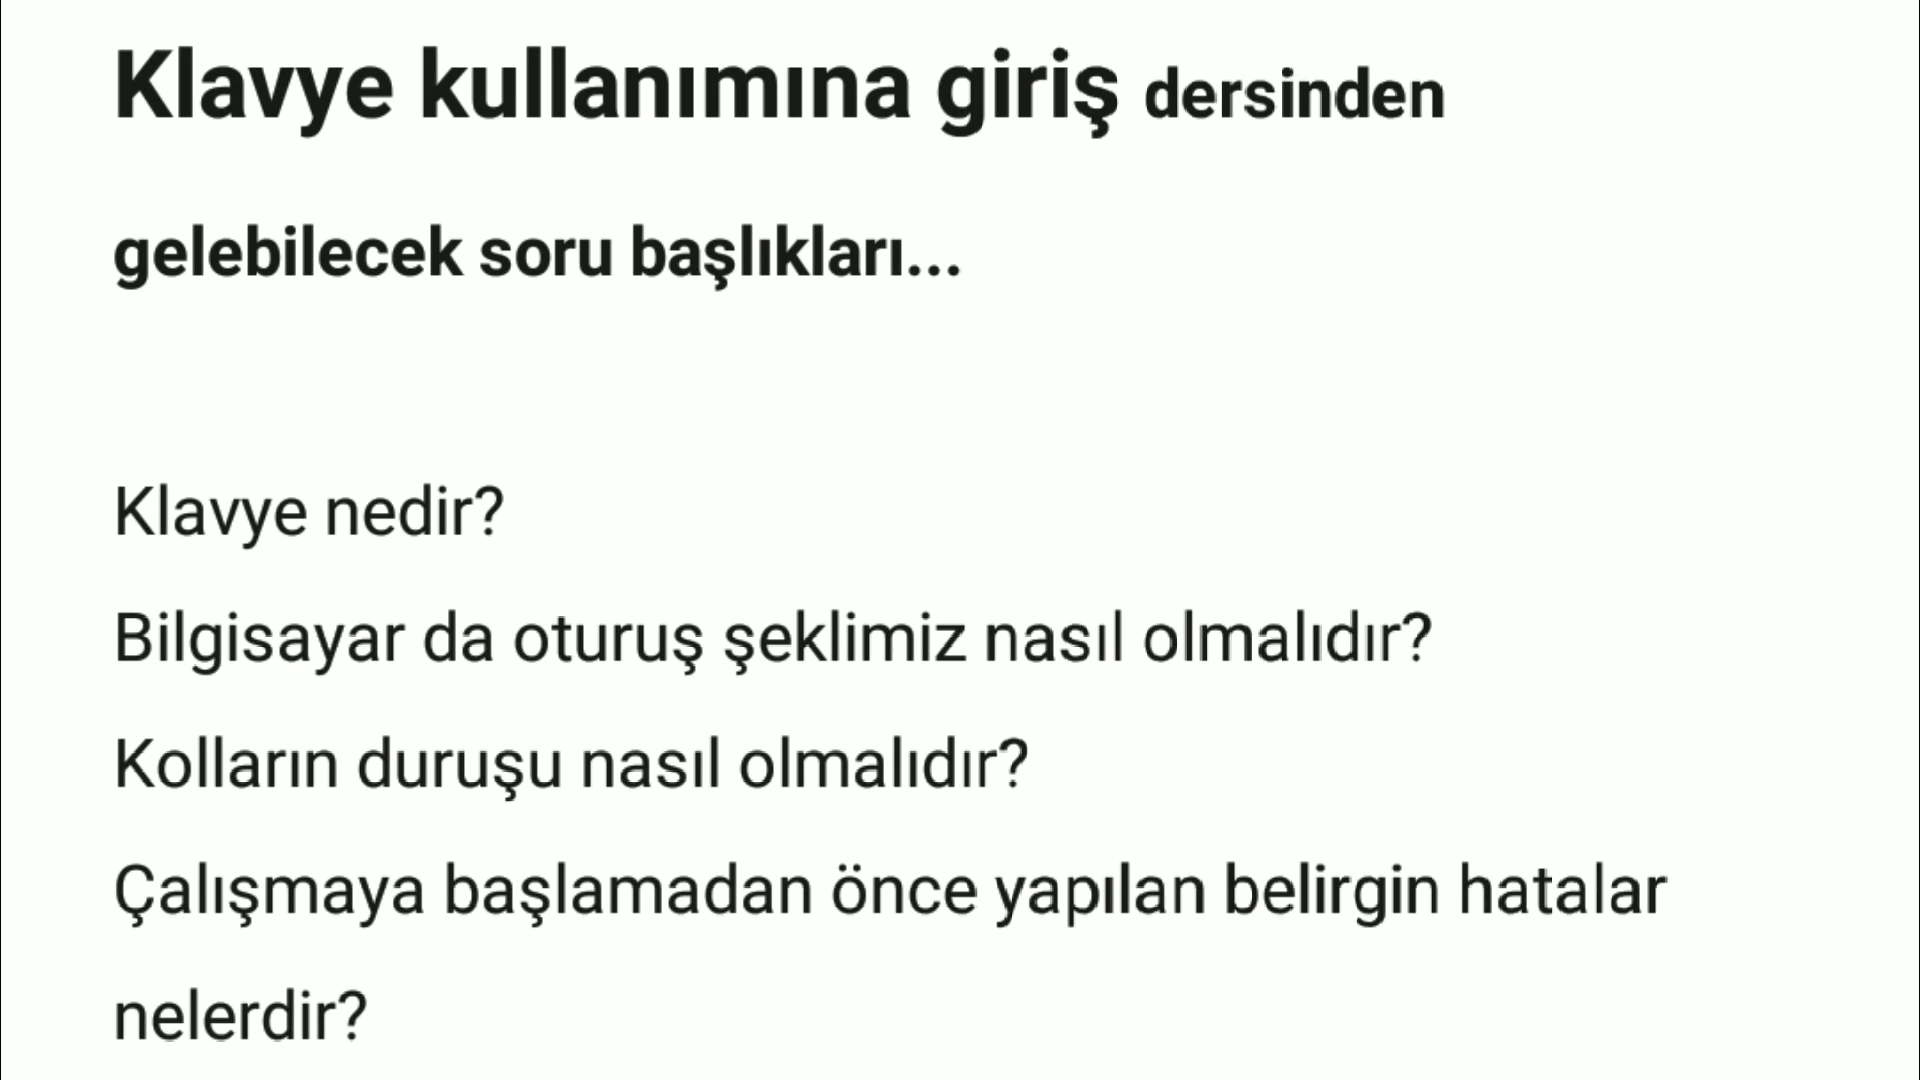 Klavye kullanımına giriş dersinden
gelebilecek soru başlıkları...
Klavye nedir?
Bilgisayar da oturuş şeklimiz nasıl olmalıdır?
Kolların duruşu nasıl olmalıdır?
Çalışmaya başlamadan önce yapılan belirgin hatalar
nelerdir?